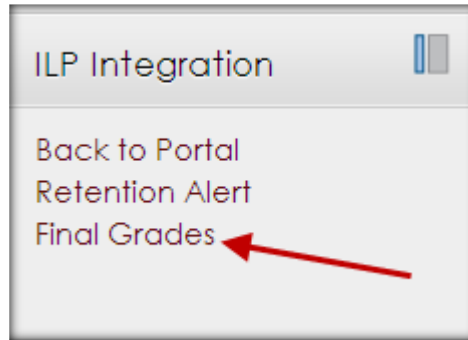 ILP Integration
Back to Portal
Retention Alert
Final Grades